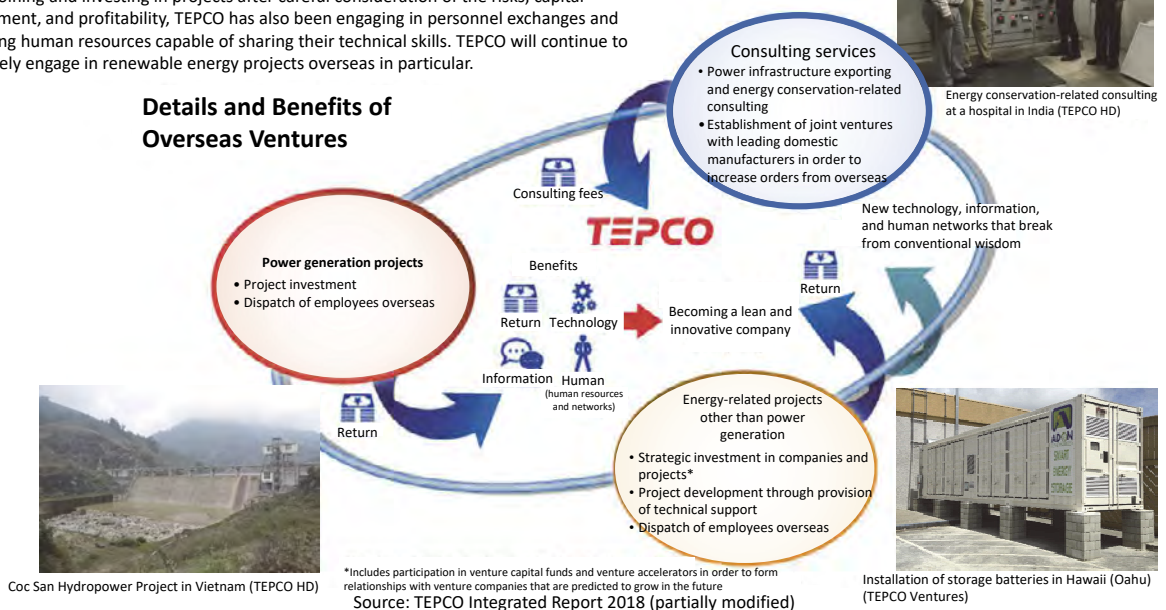 ment, and profitability, TEPCO has also been engaging in personnel exchanges and
ng human resources capable of sharing their technical skills. TEPCO will continue to
ely engage in renewable energy projects overseas in particular.
Details and Benefits of
Overseas Ventures
Consulting services
• Power infrastructure exporting
and energy conservation-related
consulting
• Establishment of joint ventures
with leading domestic
manufacturers in order to
increase orders from overseas
Energy conservation-related consulting
at a hospital in India (TEPCO HD)
Consulting fees
TEPCO
New technology, information,
and human networks that break
from conventional wisdom
Power generation projects
• Project investment
• Dispatch of employees overseas
Benefits
Return
Technology
Information
Human
(human resources
and networks)
Becoming a lean and
innovative company
Return
Return
Energy-related projects
other than power
generation
• Strategic investment in companies and
projects*
• Project development through provision
of technical support
• Dispatch of employees overseas
SMART
ENERGY
STORAGE
Coc San Hydropower Project in Vietnam (TEPCO HD)
*Includes participation in venture capital funds and venture accelerators in order to form
relationships with venture companies that are predicted to grow in the future
Source: TEPCO Integrated Report 2018 (partially modified)
Installation of storage batteries in Hawaii (Oahu)
(TEPCO Ventures)